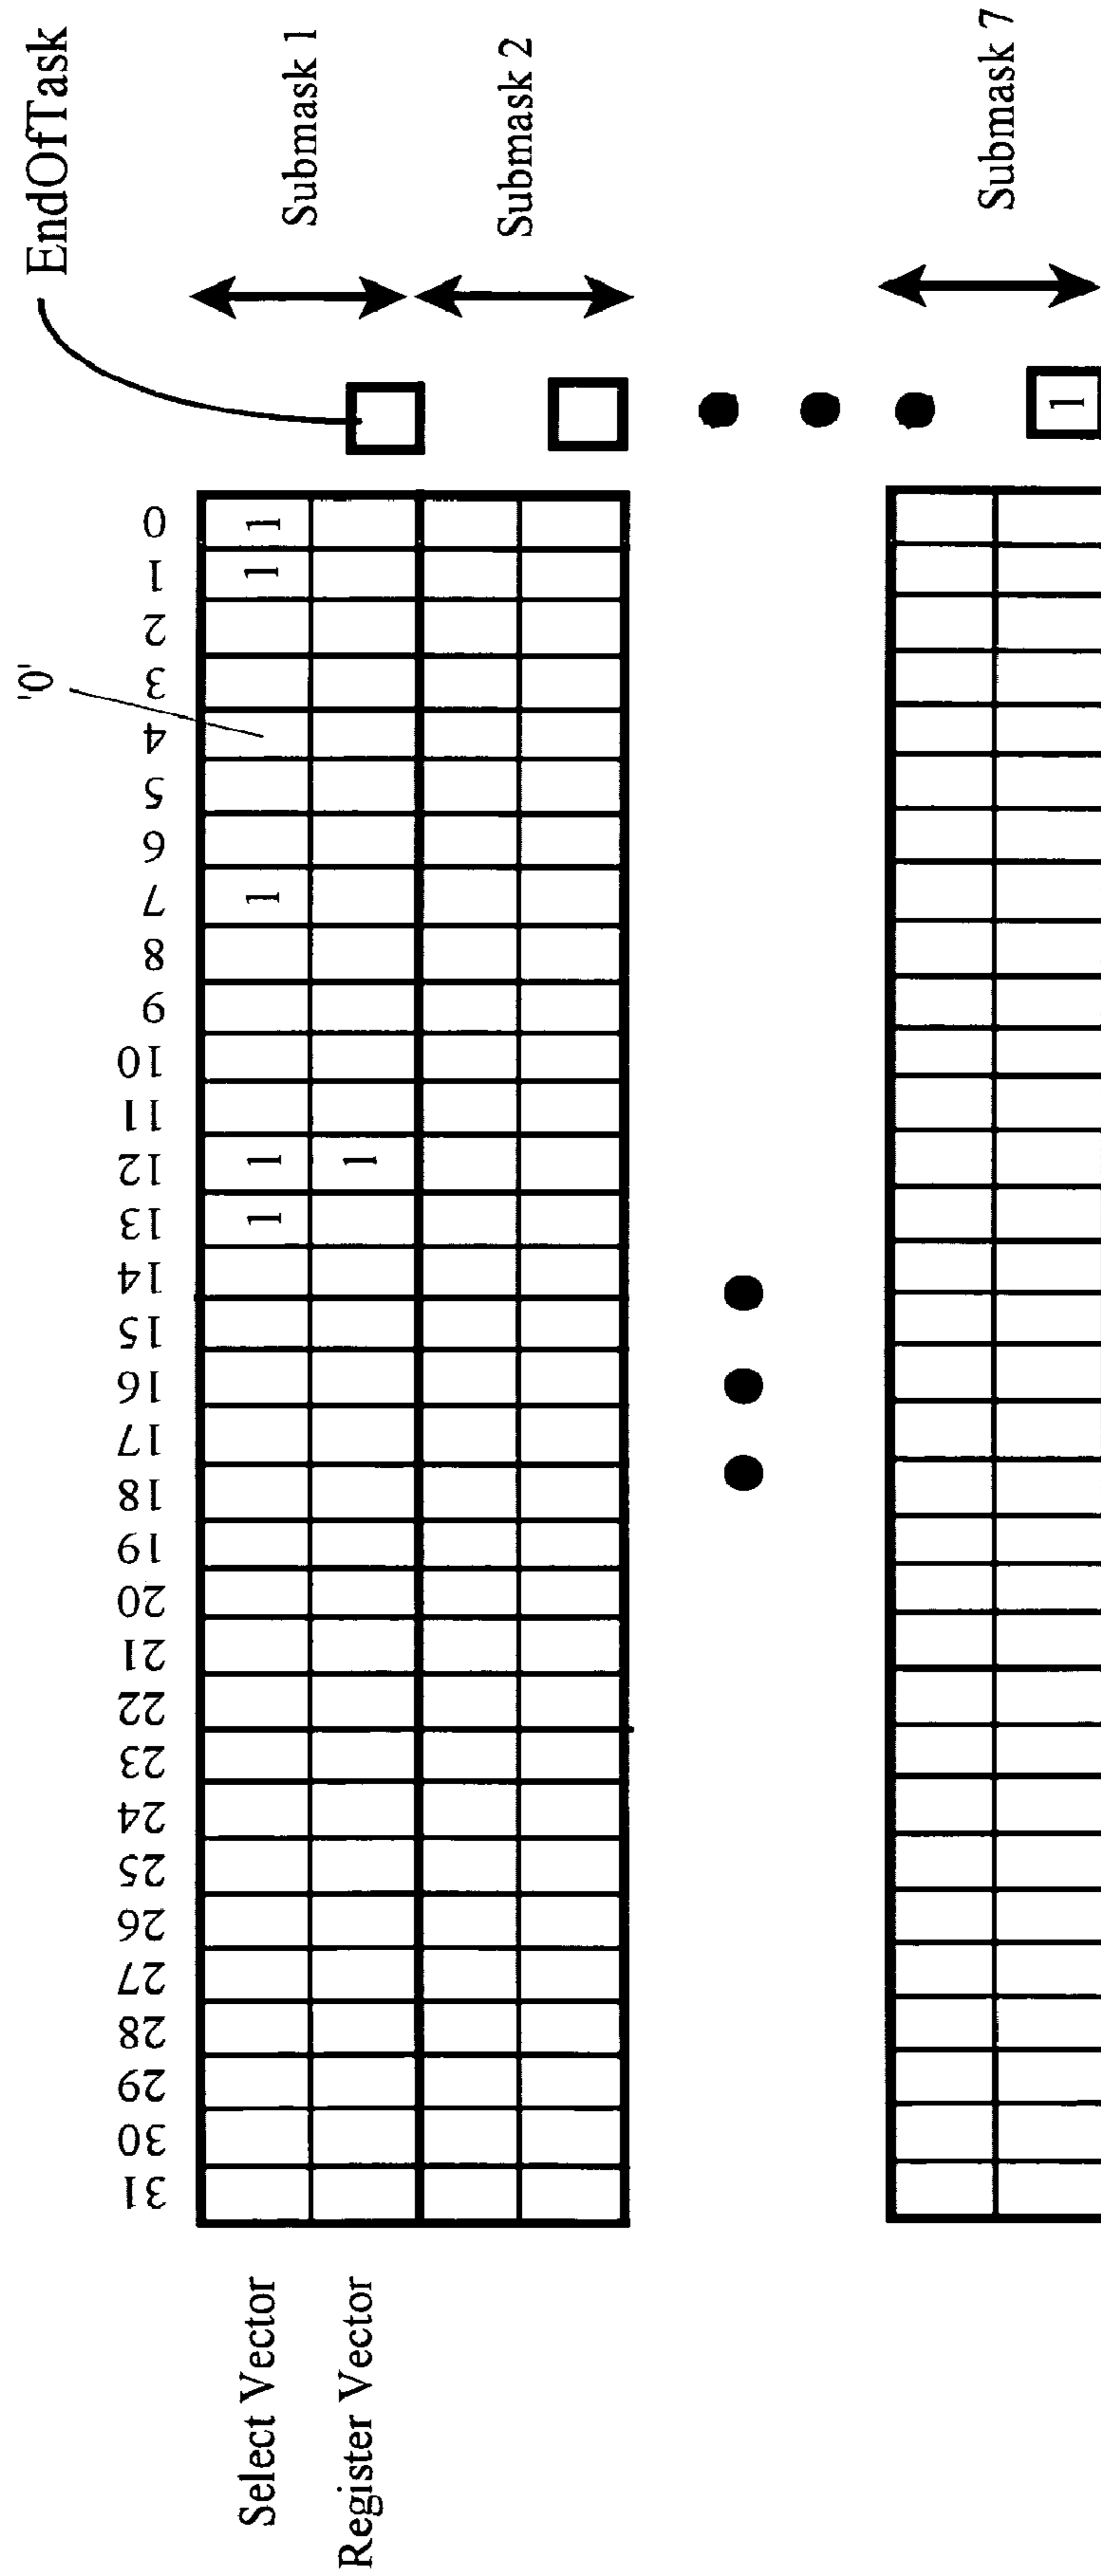 EndOfTask
'0'
31 30 29 28 27 26 25 24 23 22 21 20 19 18 17 16 15 14 13 12 11 10 9 8 7 6 5 4 3 2 1 0
Select Vector
1 1 1 1 1
Submask 1
Register Vector
1
Submask 2
Submask 7
1